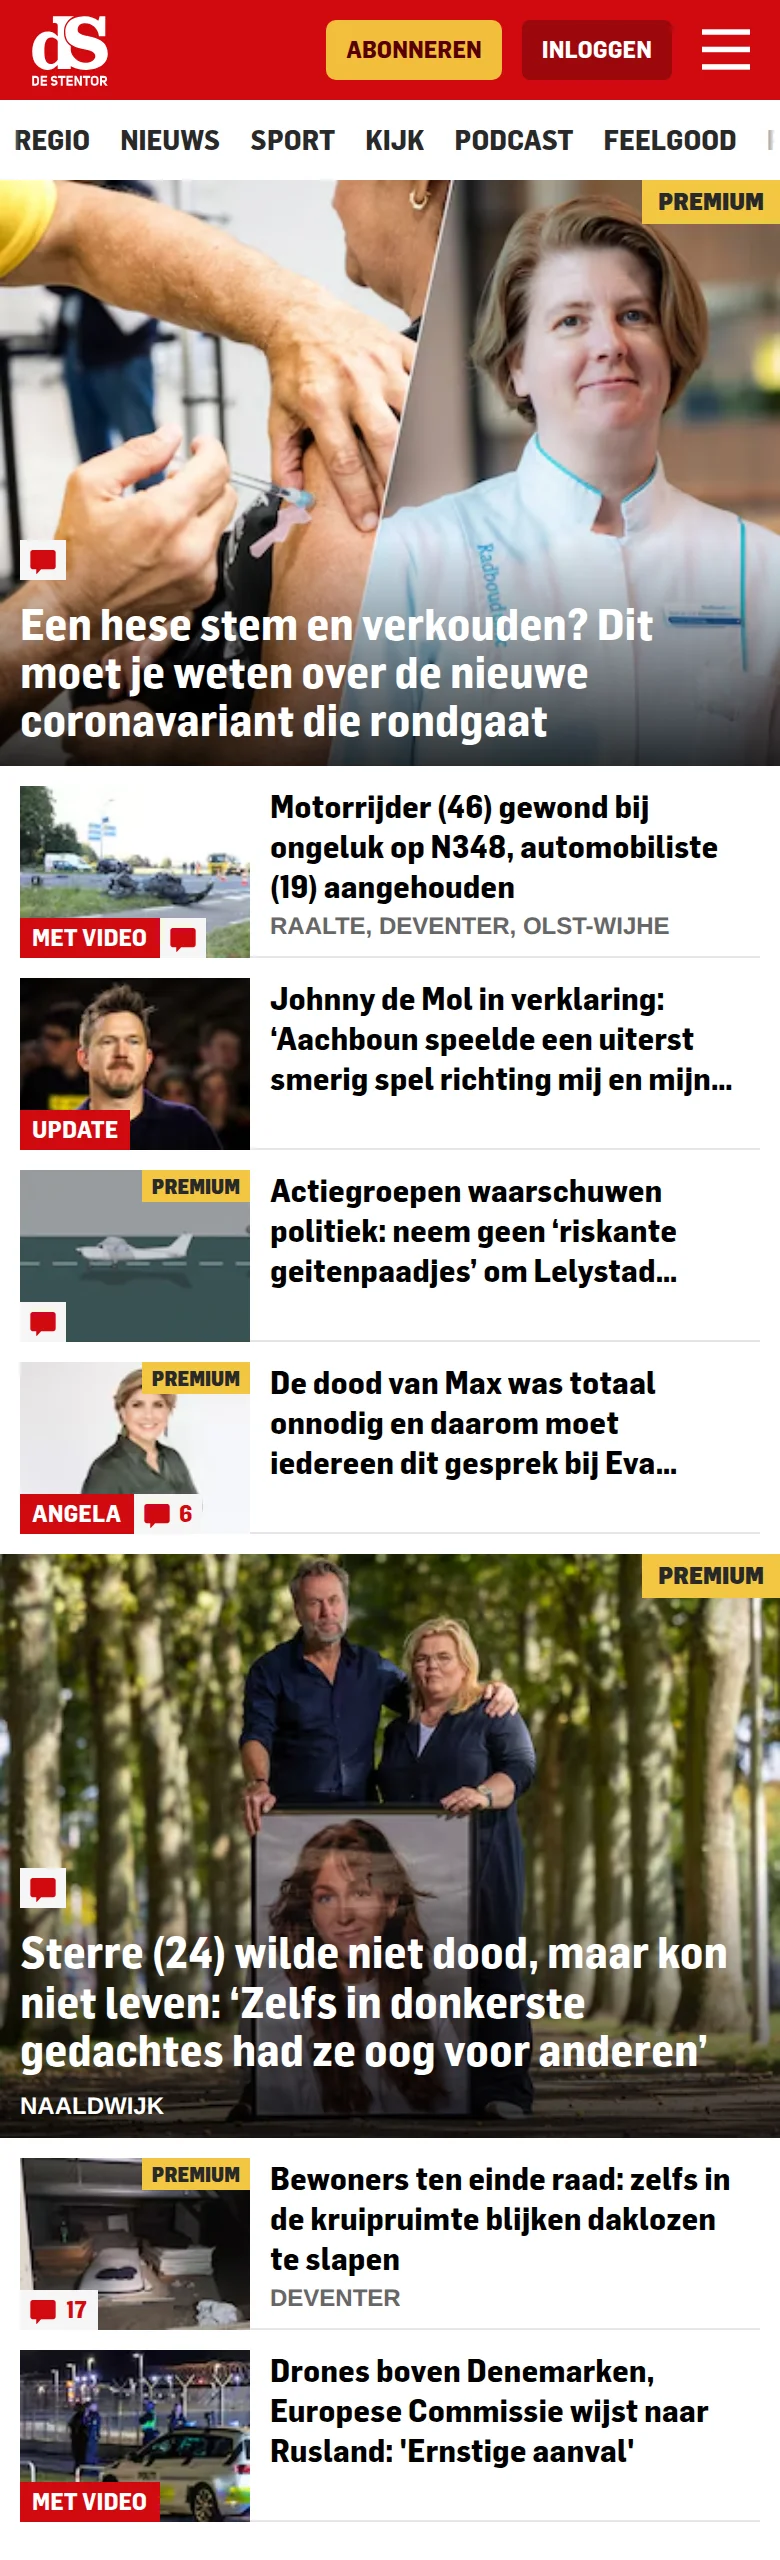 dS
DE STENTOR
ABONNEREN
INLOGGEN
REGIO NIEUWS SPORT KIJK PODCAST FEELGOOD
PREMIUM
Radboud
Een hese stem en verkouden? Dit
moet je weten over de nieuwe
coronavariant die rondgaat
Motorrijder (46) gewond bij
ongeluk op N348, automobiliste
(19) aangehouden
RAALTE, DEVENTER, OLST-WIJHE
MET VIDEO
Johnny de Mol in verklaring:
‘Aachboun speelde een uiterst
smerig spel richting mij en mijn...
UPDATE
PREMIUM
Actiegroepen waarschuwen
politiek: neem geen ‘riskante
geitenpaadjes’ om Lelystad...
PREMIUM
De dood van Max was totaal
onnodig en daarom moet
iedereen dit gesprek bij Eva...
ANGELA
6
PREMIUM
Sterre (24) wilde niet dood, maar kon
niet leven: ‘Zelfs in donkerste
gedachtes had ze oog voor anderen’
NAALDWIJK
PREMIUM
Bewoners ten einde raad: zelfs in
de kruipruimte blijken daklozen
te slapen
DEVENTER
17
Drones boven Denemarken,
Europese Commissie wijst naar
Rusland: 'Ernstige aanval'
MET VIDEO